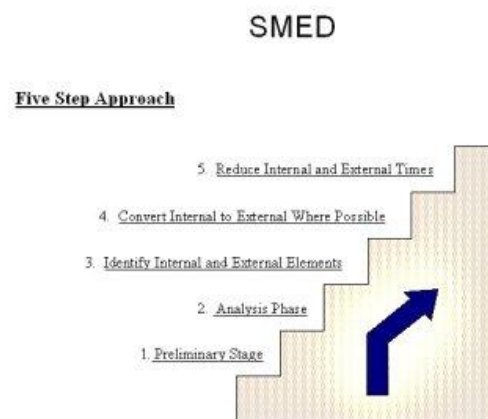 SMED
Five Step Approach
5. Reduce Internal and External Times
4. Convert Internal to External Where Possible
3. Identify Internal and External Elements
2. Analysis Phase
1. Preliminary Stage